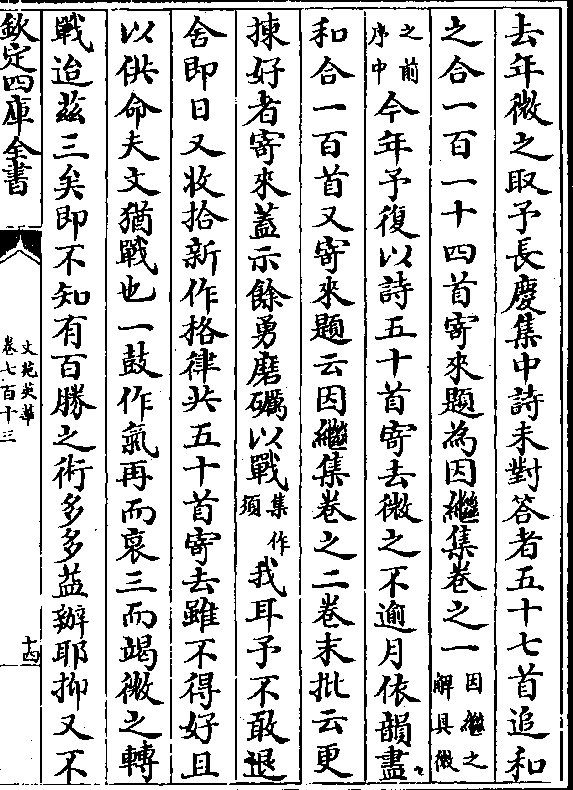 去年微之取予長慶集中詩未對答者五十七首追和
之合一百一十四首寄來題為因繼集卷之一因繼之解具微
之前序中今年予復以詩五十首寄去微之不逾月依韻盡
和合一百首又寄來題云因繼集卷之二卷末批云更
揀好者寄來蓋示餘勇磨礪以戰集作須我耳予不敢退
舍即日又收拾新作格律共五十首寄去雖不得好且
以供命夫文猶戰也一鼓作氣再而衰三而竭微之轉
戰迨茲三矣即不知有百勝之術多多益辦耶抑又不
欽定四庫全書
文苑英華
卷七百十三
十四